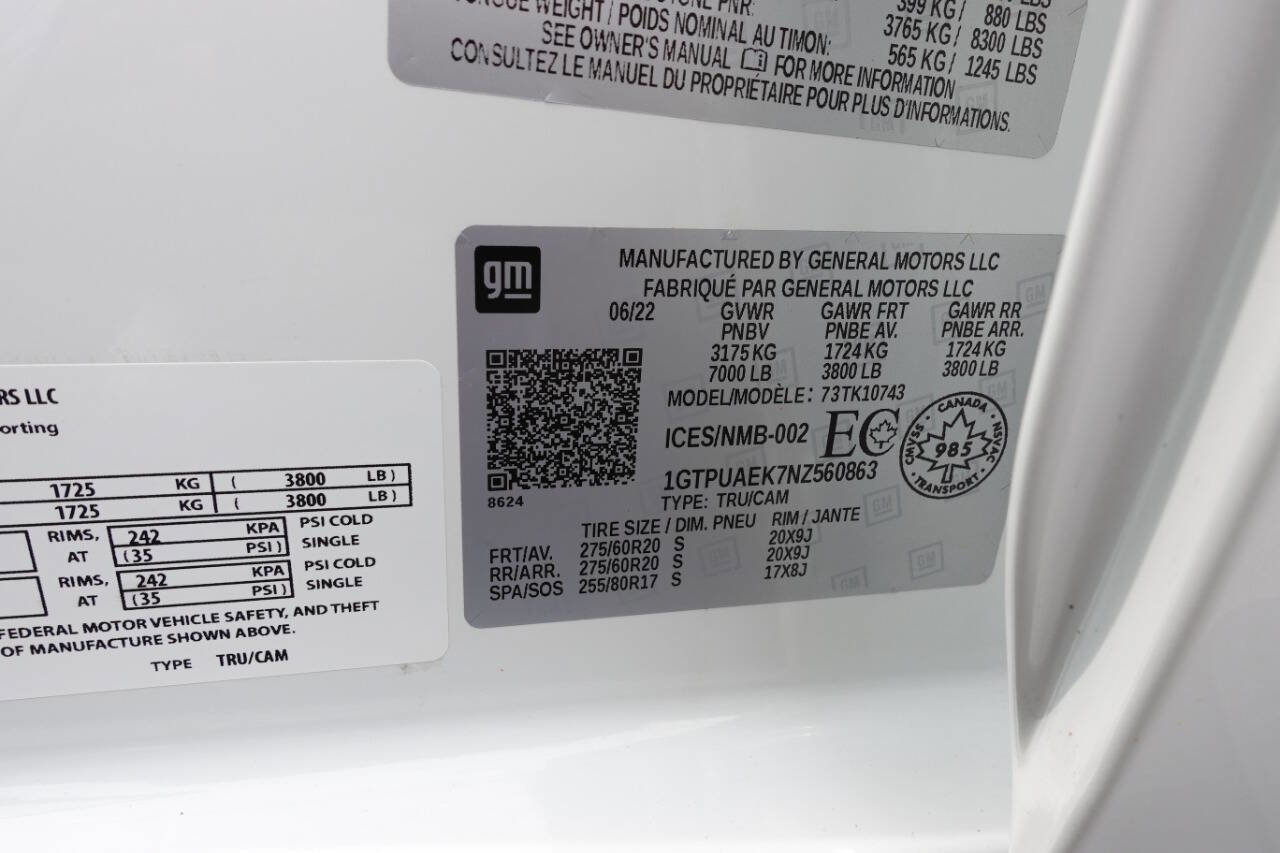 399 KG/ 880 LBS
TONGUE WEIGHT / POIDS NOMINAL AU TIMON: 3765 KG/ 8300 LBS
565 KG/ 1245 LBS
SEE OWNER'S MANUAL FOR MORE INFORMATION
CONSULTEZ LE MANUEL DU PROPRIÉTAIRE POUR PLUS D'INFORMATIONS.
gm
MANUFACTURED BY GENERAL MOTORS LLC
FABRIQUÉ PAR GENERAL MOTORS LLC
06/22 GVWR GAWR FRT GAWR RR
PNBV PNBE AV. PNBE ARR.
3175 KG 1724 KG 1724 KG
7000 LB 3800 LB 3800 LB
MODEL/MODÈLE: 73TK10743
ICES/NMB-002 EC
CANADA
CMVSS NSVAC
985
TRANSPORT
1GTPUAEK7NZ560863
8624
TYPE: TRU/CAM
TIRE SIZE / DIM. PNEU RIM / JANTE
FRT/AV. 275/60R20 S 20X9J
RR/ARR. 275/60R20 S 20X9J
SPA/SOS 255/80R17 S 17X8J
RS LLC
orting
1725 KG ( 3800 LB )
1725 KG ( 3800 LB )
RIMS, 242 KPA PSI COLD
AT (35 PSI) SINGLE
RIMS, 242 KPA PSI COLD
AT (35 PSI) SINGLE
FEDERAL MOTOR VEHICLE SAFETY, AND THEFT
OF MANUFACTURE SHOWN ABOVE.
TYPE TRU/CAM